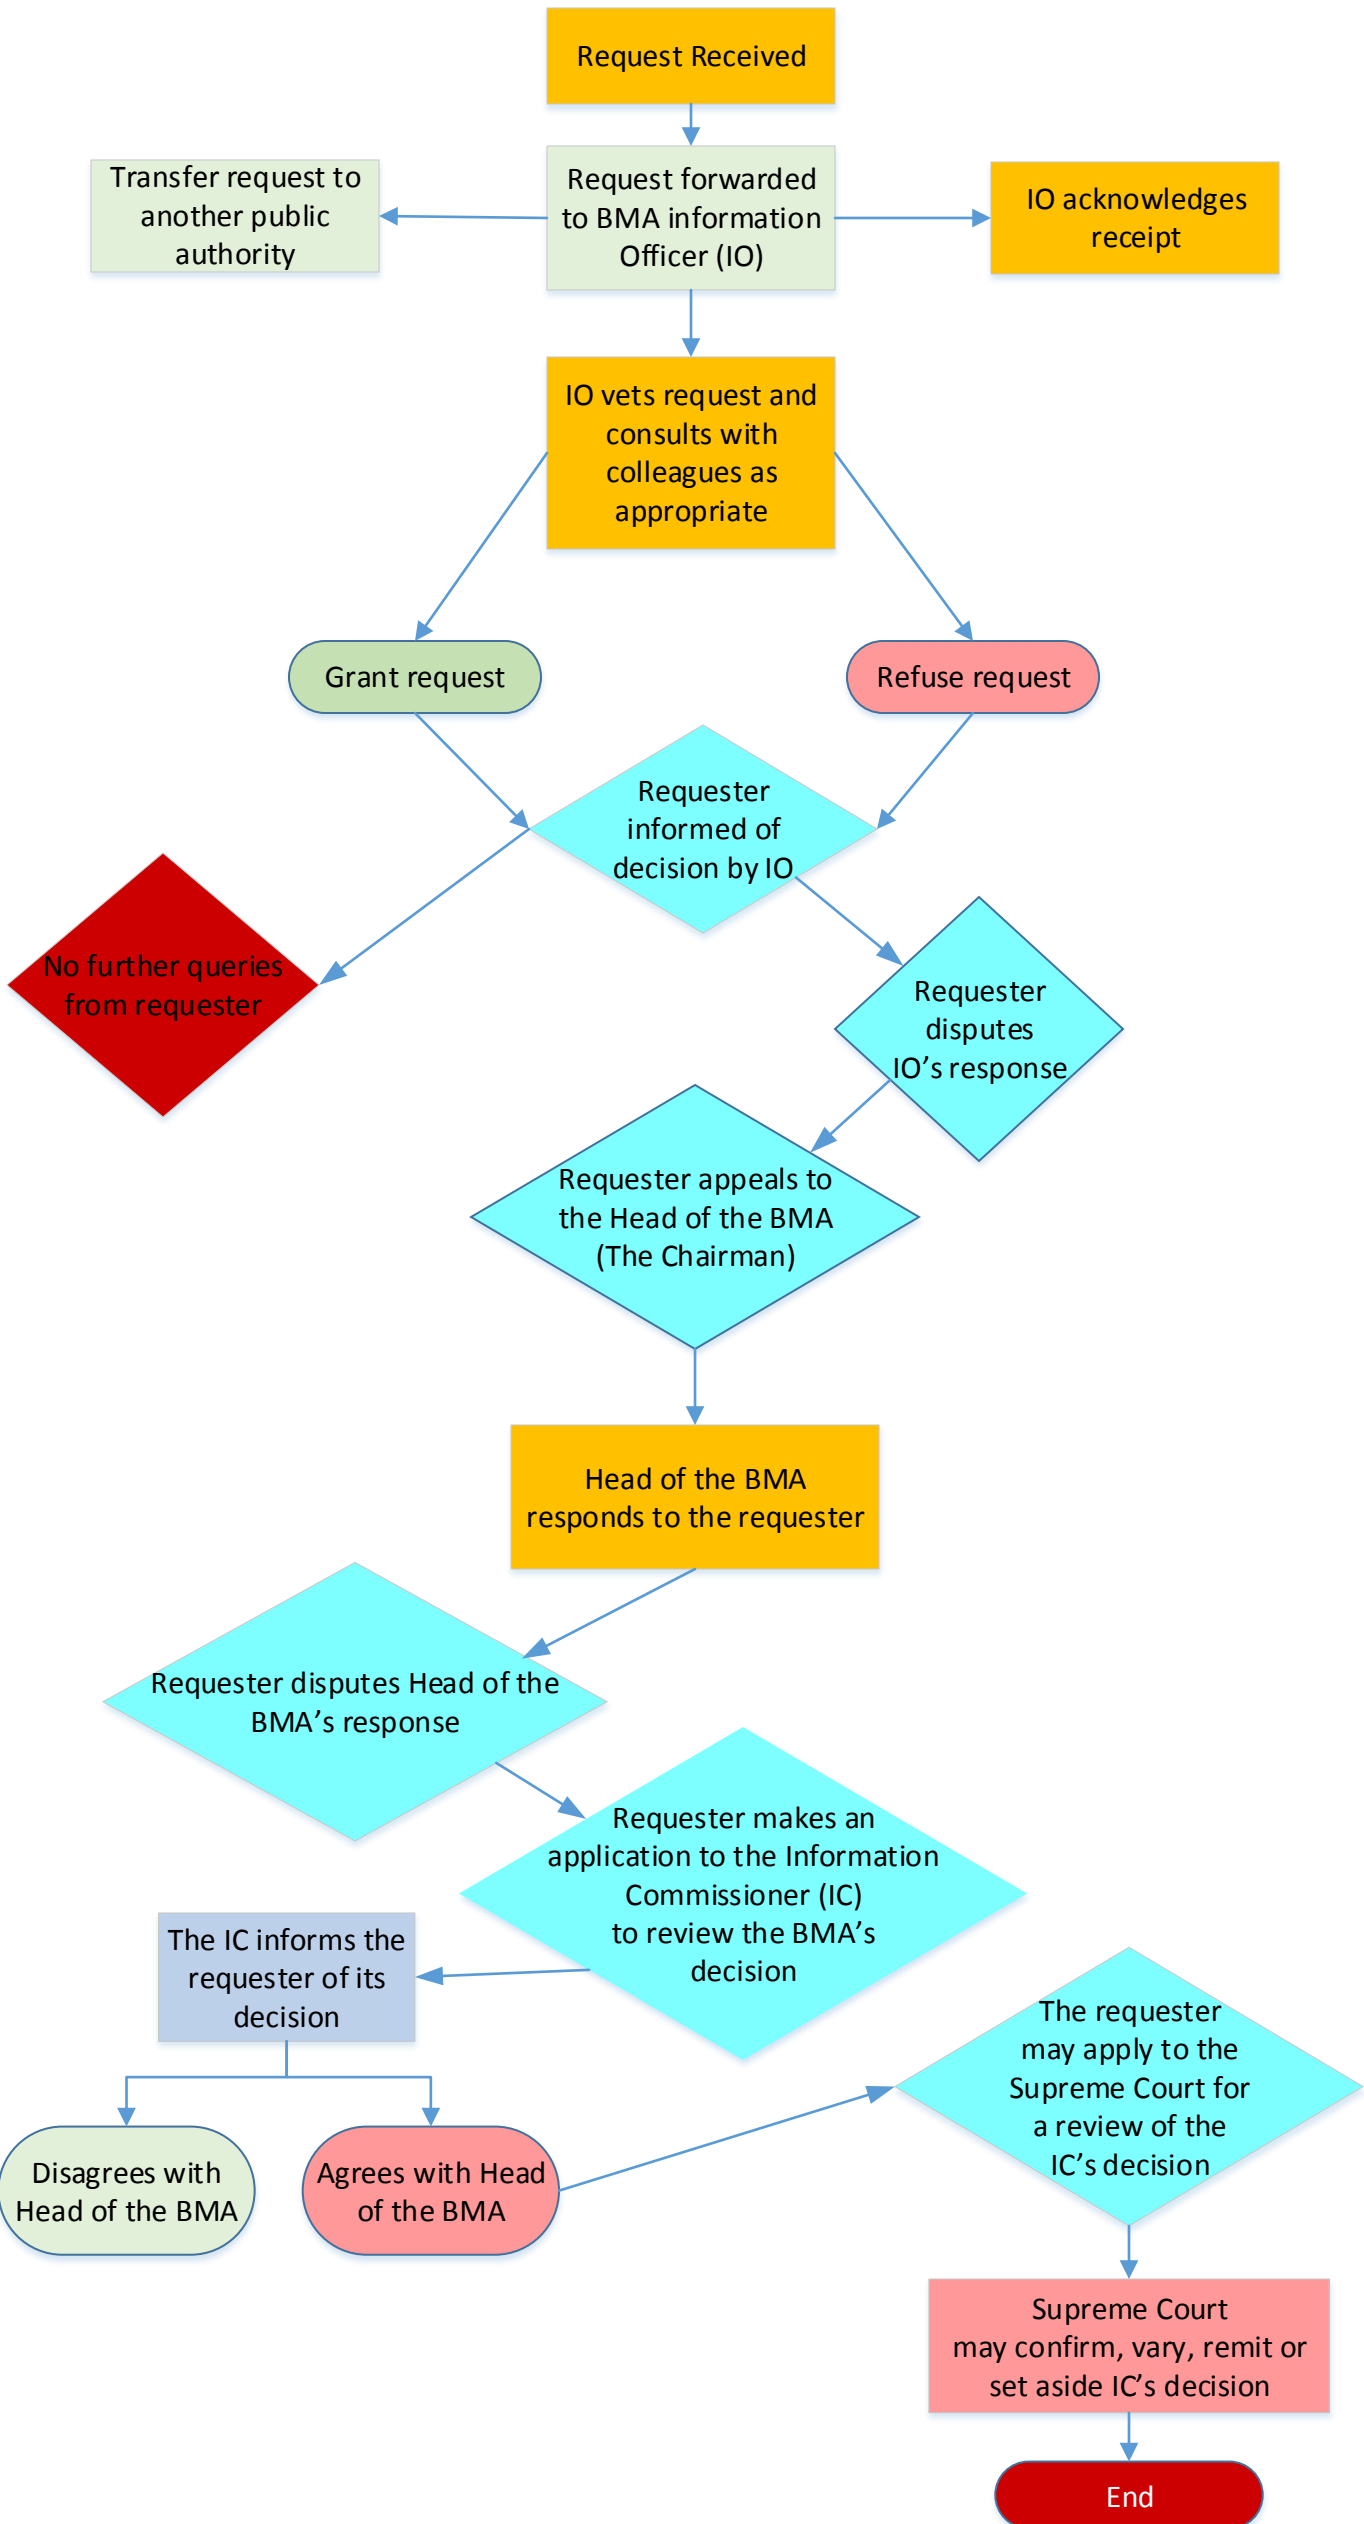 Request Received
Transfer request to
another public
authority
Request forwarded
to BMA information
Officer (IO)
IO acknowledges
receipt
IO vets request and
consults with
colleagues as
appropriate
Grant request
Refuse request
Requester
informed of
decision by IO
No further queries
from requester
Requester
disputes
IO’s response
Requester appeals to
the Head of the BMA
(The Chairman)
Head of the BMA
responds to the requester
Requester disputes Head of the
BMA’s response
Requester makes an
application to the Information
Commissioner (IC)
to review the BMA’s
decision
The IC informs the
requester of its
decision
The requester
may apply to the
Supreme Court for
a review of the
IC’s decision
Disagrees with
Head of the BMA
Agrees with Head
of the BMA
Supreme Court
may confirm, vary, remit or
set aside IC’s decision
End